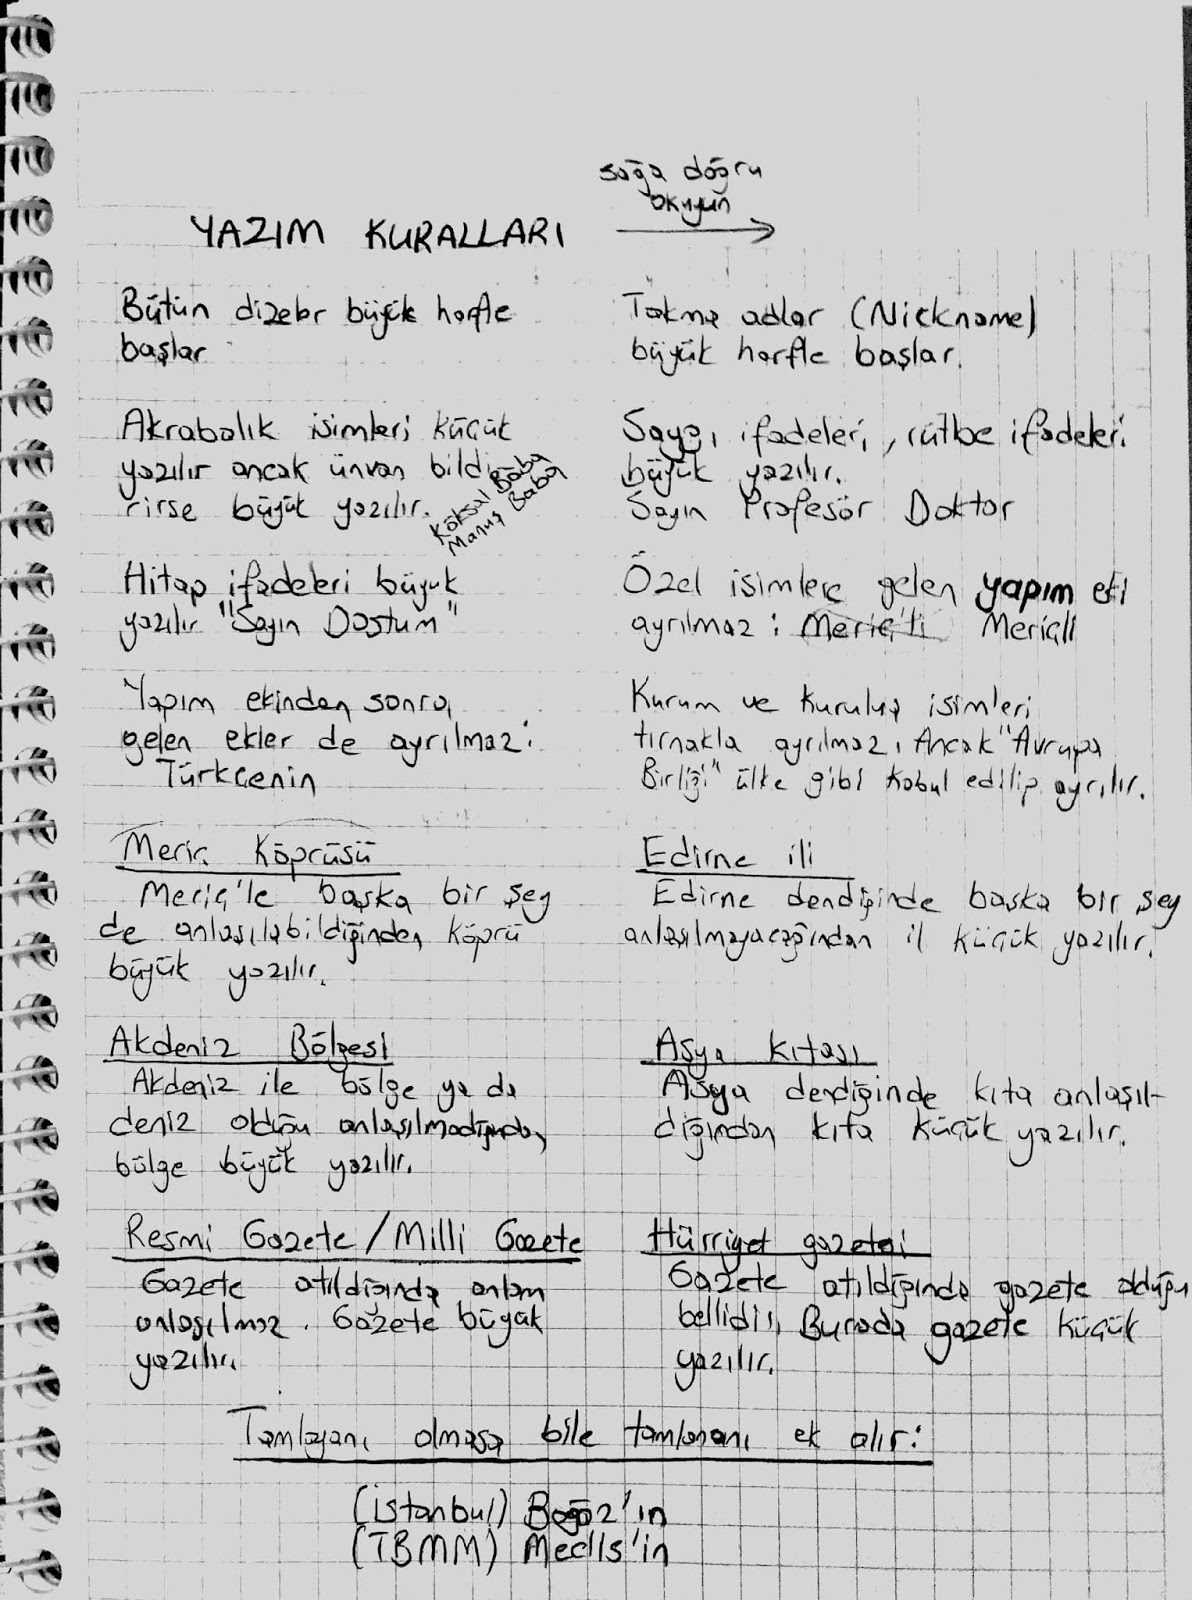 sağa doğru
okuyun
YAZIM KURALLARI
Bütün dizeler büyük harfle
başlar
Takma adlar (Nickname)
büyük harfle başlar.
Akrabalık isimleri küçük
yazılır ancak ünvan bildi
rirse büyük yazılır.
Köksal Baba
Manuş Baba
Saygı ifadeleri, rütbe ifadeleri
büyük yazılır.
Sayın Profesör Doktor
Hitap ifadeleri büyük
yazılır "Sayın Dostum"
Özel isimlere gelen yapım eki
ayrılmaz : Meriç'li Meriçli
Yapım ekinden sonra
gelen ekler de ayrılmaz:
Türkçenin
Kurum ve kuruluş isimleri
tırnakla ayrılmaz, Ancak "Avrupa
Birliği" ülke gibi kabul edilip ayrılır.
Meriç Köprüsü
Meriç'le başka bir şey
de anlaşılabildiğinden köprü
büyük yazılır.
Edirne ili
Edirne dendiğinde başka bir şey
anlaşılmayacağından il küçük yazılır.
Akdeniz Bölgesi
Akdeniz ile bölge ya da
deniz olduğu anlaşılmadığından
bölge büyük yazılır.
Asya kıtası
Asya dendiğinde kıta anlaşıl-
dığından kıta küçük yazılır.
Resmi Gazete / Milli Gazete
Gazete atıldığında anlam
anlaşılmaz. Gazete büyük
yazılır.
Hürriyet gazetesi
Gazete atıldığında gazete olduğu
bellidir, Burada gazete küçük
yazılır.
Tamlayanı olmasa bile tamlananı ek alır:
(İstanbul) Boğaz'ın
(TBMM) Meclis'in